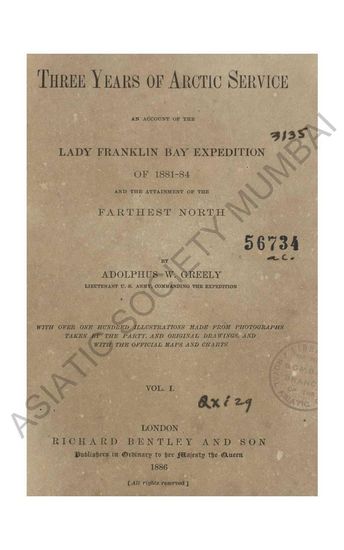 THREE YEARS OF ARCTIC SERVICE
AN ACCOUNT OF THE
LADY FRANKLIN BAY EXPEDITION
OF 1881-84
AND THE ATTAINMENT OF THE
FARTHEST NORTH
3135
56734
a.c.
BY
ADOLPHUS W. GREELY
LIEUTENANT U. S. ARMY, COMMANDING THE EXPEDITION
WITH OVER ONE HUNDRED ILLUSTRATIONS MADE FROM PHOTOGRAPHS
TAKEN BY THE PARTY, AND ORIGINAL DRAWINGS, AND
WITH THE OFFICIAL MAPS AND CHARTS
VOL. I.
LONDON
RICHARD BENTLEY AND SON
Publishers in Ordinary to her Majesty the Queen
1886
[All rights reserved]
ASIATIC SOCIETY MUMBAI